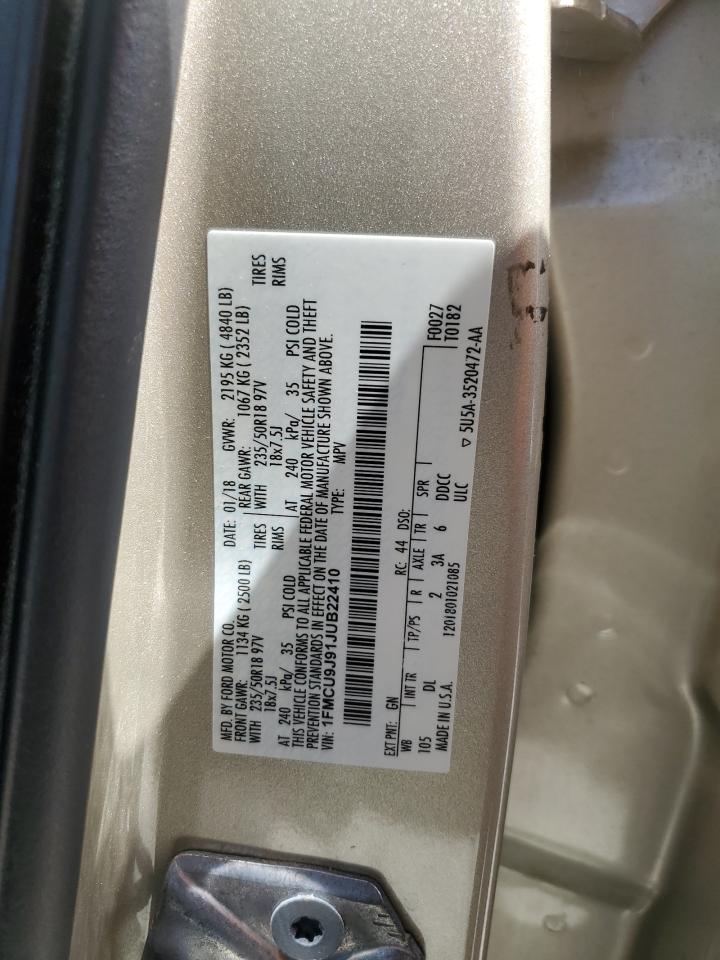 MFD. BY FORD MOTOR CO.
DATE: 01/18 GVWR: 2195 KG ( 4840 LB)
FRONT GAWR: 1134 KG ( 2500 LB) REAR GAWR: 1067 KG ( 2352 LB)
WITH 235/50R18 97V TIRES WITH 235/50R18 97V TIRES
18x7.5J RIMS 18x7.5J RIMS
AT 240 kPa/ 35 PSI COLD AT 240 kPa/ 35 PSI COLD
THIS VEHICLE CONFORMS TO ALL APPLICABLE FEDERAL MOTOR VEHICLE SAFETY AND THEFT
PREVENTION STANDARDS IN EFFECT ON THE DATE OF MANUFACTURE SHOWN ABOVE.
VIN: 1FMCU9J91JUB22410 TYPE: MPV
EXT PNT: GN RC: 44 DSO: F0027
WB INT TR TP/PS R AXLE TR SPR T0182
105 DL 2 3A 6 DDCC
MADE IN U.S.A. 1201801021085 ULC ▽ 5U5A-3520472-AA